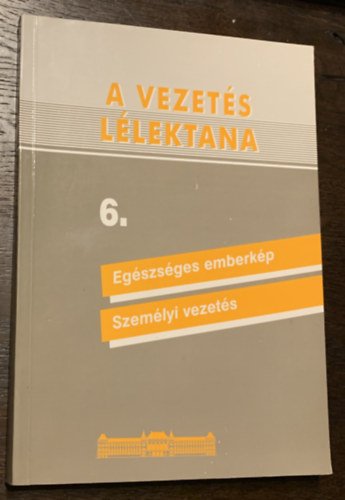 A VEZETÉS
LÉLEKTANA
6.
Egészséges emberkép
Személyi vezetés